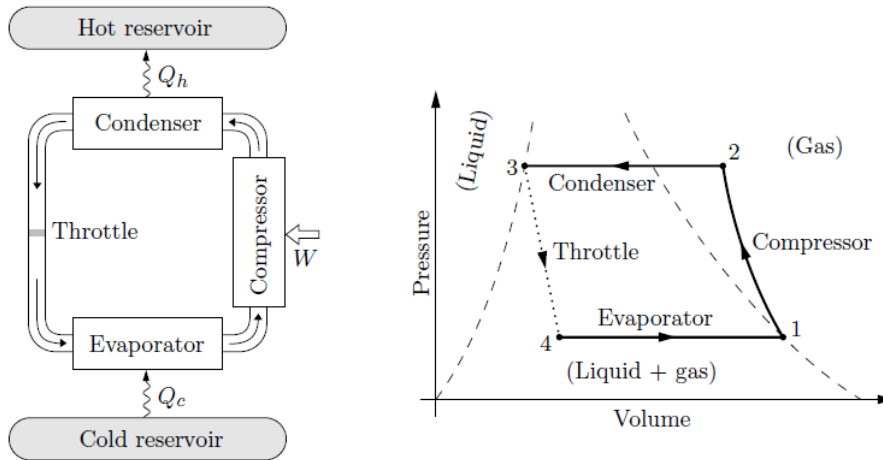 Hot reservoir
Q_h
Condenser
Throttle
Compressor
W
Evaporator
Q_c
Cold reservoir
Pressure
(Liquid)
3
2
(Gas)
Condenser
Throttle
Compressor
Evaporator
4
1
(Liquid + gas)
Volume